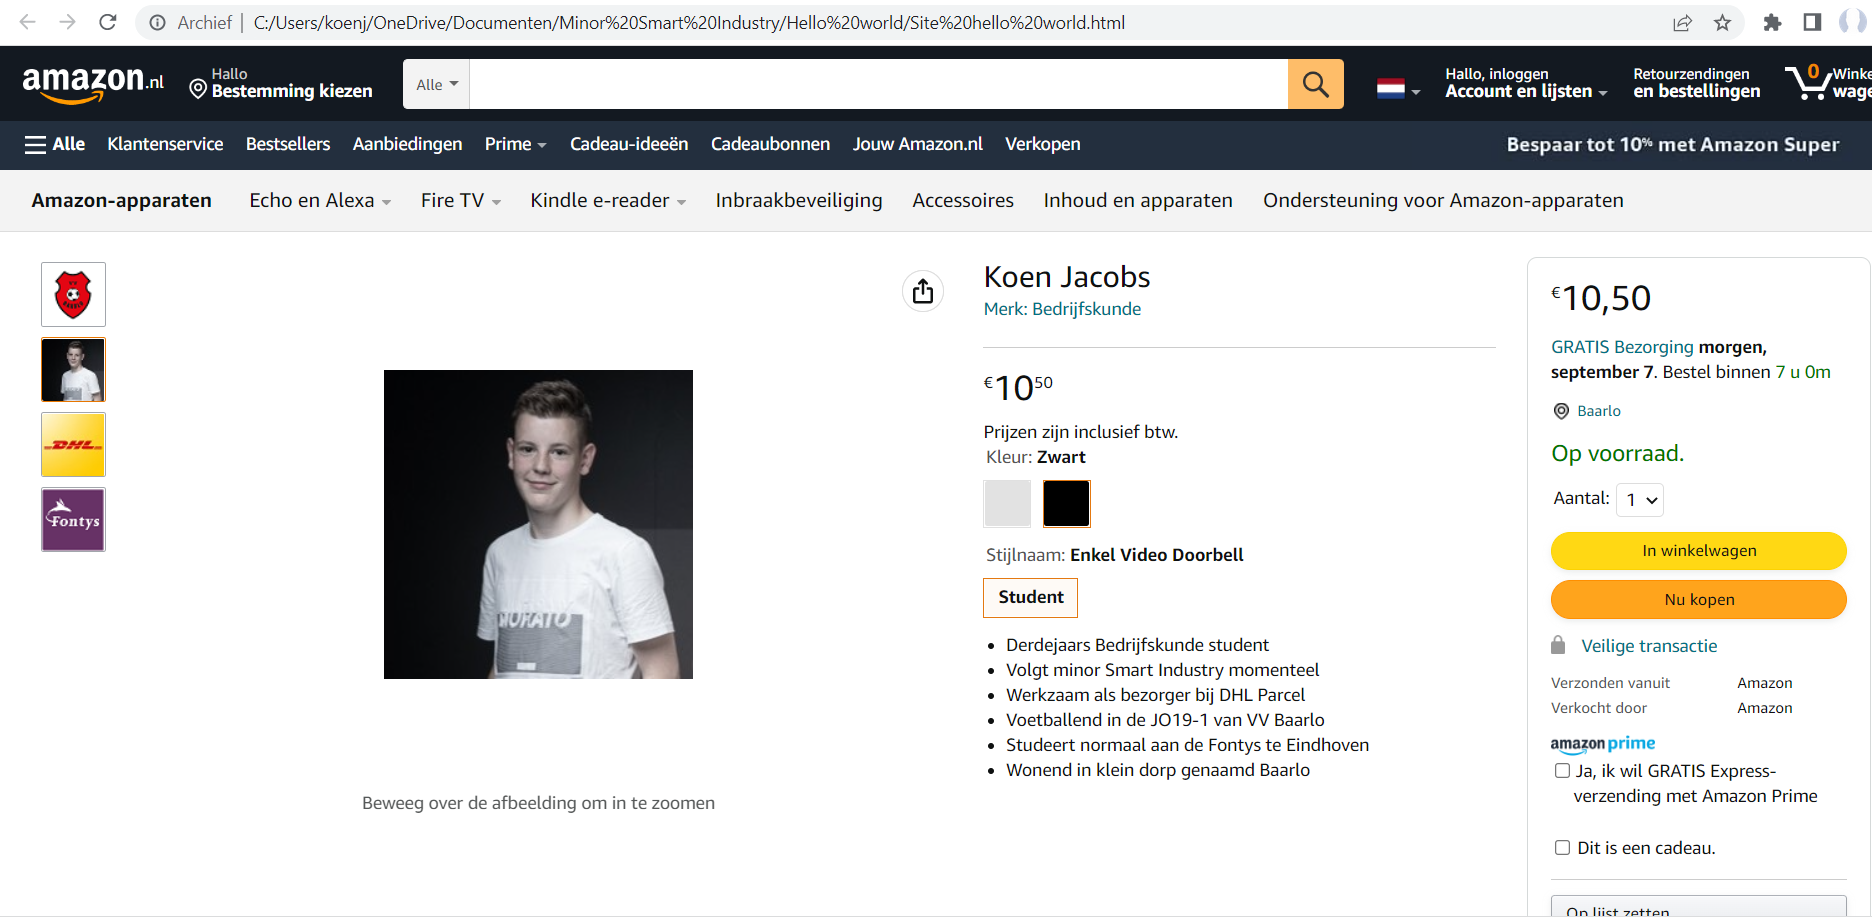 Archief | C:/Users/koenj/OneDrive/Documenten/Minor%20Smart%20Industry/Hello%20world/Site%20hello%20world.html
amazon.nl
Hallo
Bestemming kiezen
Alle
Hallo, inloggen
Account en lijsten
Retourzendingen
en bestellingen
0
Winke
wage
Alle Klantenservice Bestsellers Aanbiedingen Prime Cadeau-ideeën Cadeaubonnen Jouw Amazon.nl Verkopen
Bespaar tot 10% met Amazon Super
Amazon-apparaten Echo en Alexa Fire TV Kindle e-reader Inbraakbeveiliging Accessoires Inhoud en apparaten Ondersteuning voor Amazon-apparaten
DHL
Fontys
MORATO
Beweeg over de afbeelding om in te zoomen
Koen Jacobs
Merk: Bedrijfskunde
€1050
Prijzen zijn inclusief btw.
Kleur: Zwart
Stijlnaam: Enkel Video Doorbell
Student
• Derdejaars Bedrijfskunde student
• Volgt minor Smart Industry momenteel
• Werkzaam als bezorger bij DHL Parcel
• Voetballend in de JO19-1 van VV Baarlo
• Studeert normaal aan de Fontys te Eindhoven
• Wonend in klein dorp genaamd Baarlo
€10,50
GRATIS Bezorging morgen,
september 7. Bestel binnen 7 u 0m
Baarlo
Op voorraad.
Aantal: 1
In winkelwagen
Nu kopen
Veilige transactie
Verzonden vanuit Amazon
Verkocht door Amazon
amazon prime
Ja, ik wil GRATIS Express-
verzending met Amazon Prime
Dit is een cadeau.
Op lijst zetten